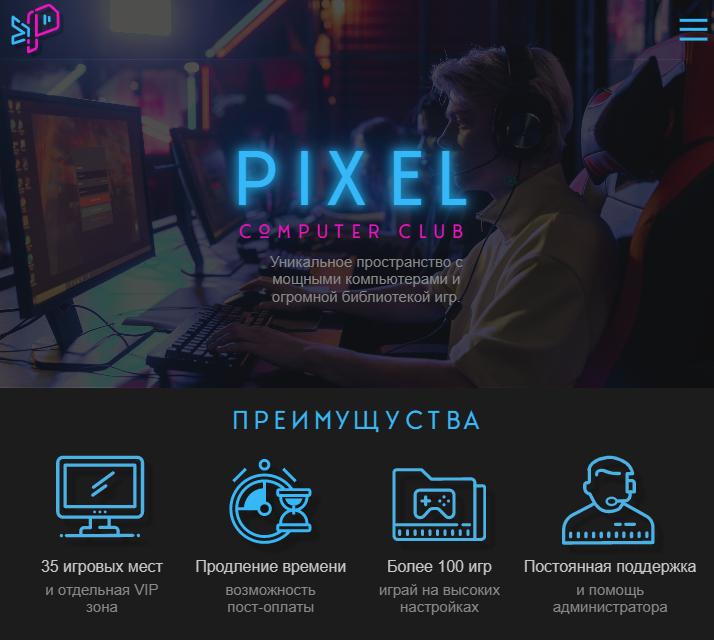 PIXEL
COMPUTER CLUB
Уникальное пространство с
мощными компьютерами и
огромной библиотекой игр.
ПРЕИМУЩУСТВА
35 игровых мест
Продление времени
Более 100 игр
Постоянная поддержка
и отдельная VIP
зона
возможность
пост-оплаты
играй на высоких
настройках
и помощь
администратора